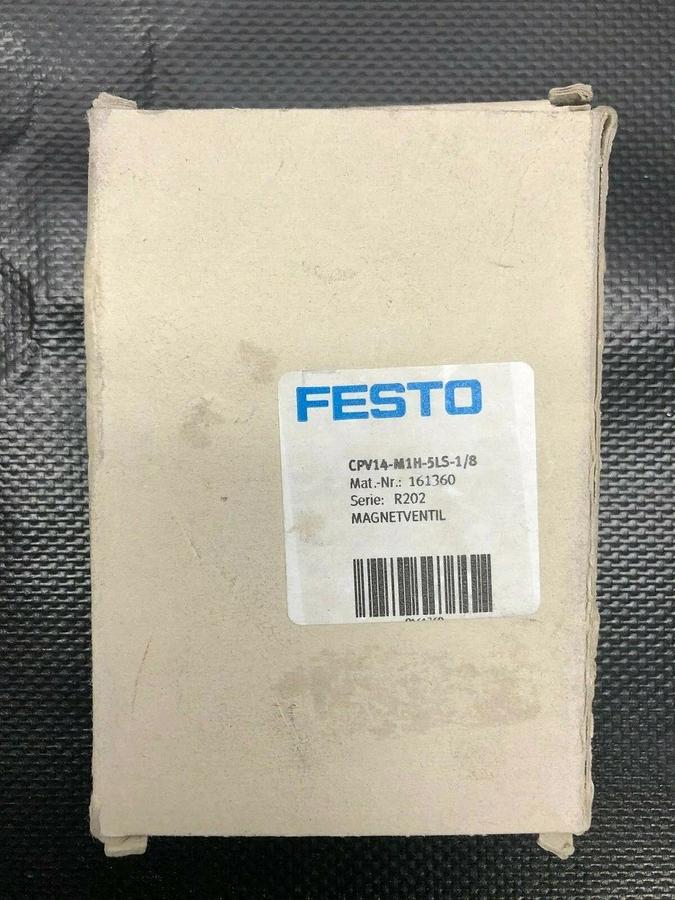 FESTO
CPV14-M1H-5LS-1/8
Mat.-Nr.: 161360
Serie: R202
MAGNETVENTIL